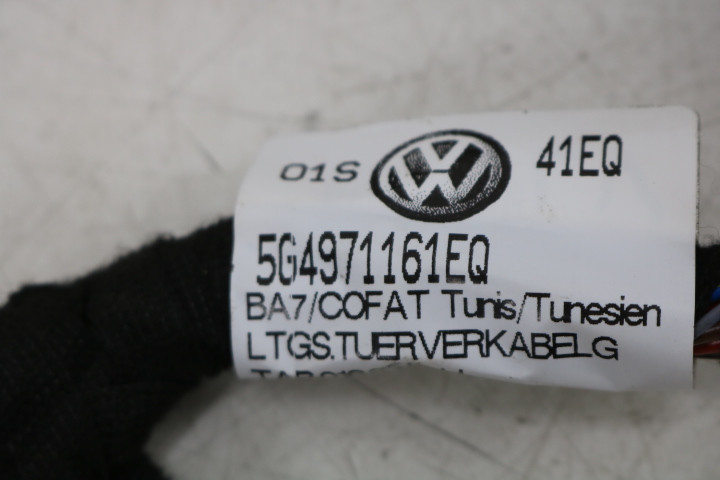 01S 41EQ
5G4971161EQ
BA7/COFAT Tunis/Tunesien
LTGS.TUERVERKABELG